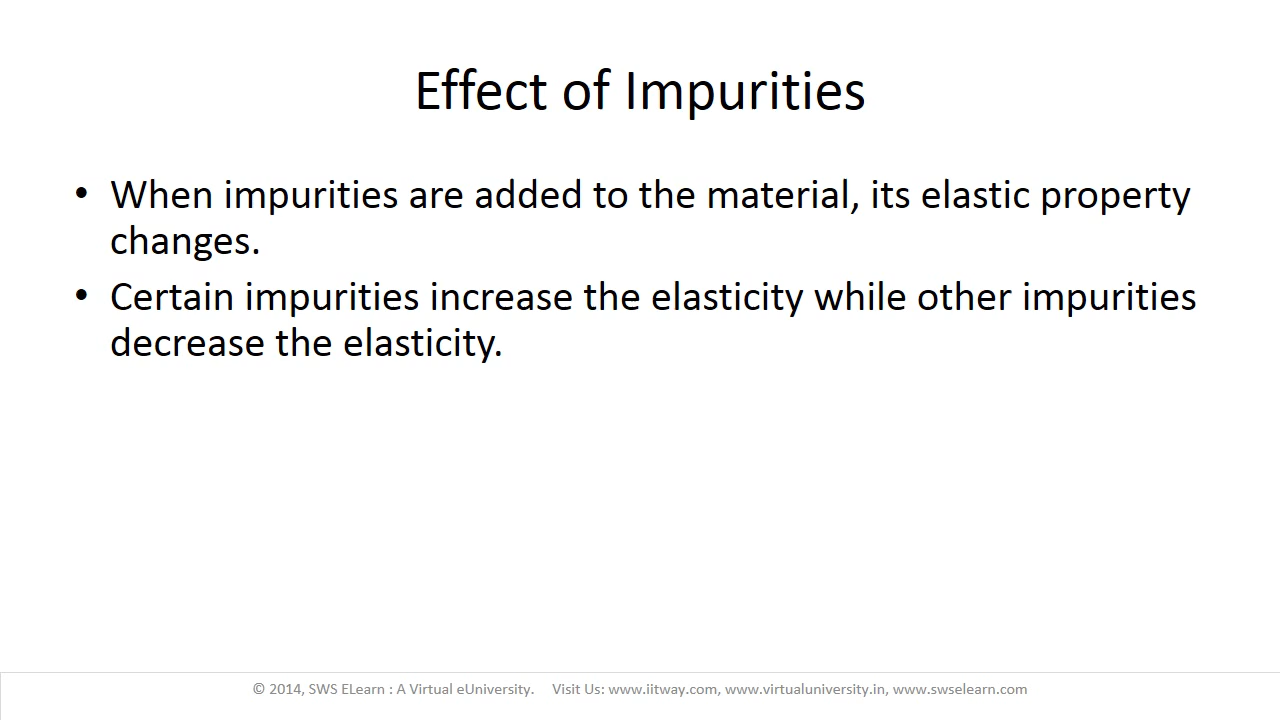 Effect of Impurities
• When impurities are added to the material, its elastic property
changes.
• Certain impurities increase the elasticity while other impurities
decrease the elasticity.
© 2014, SWS ELearn : A Virtual eUniversity. Visit Us: www.iitway.com, www.virtualuniversity.in, www.swselearn.com